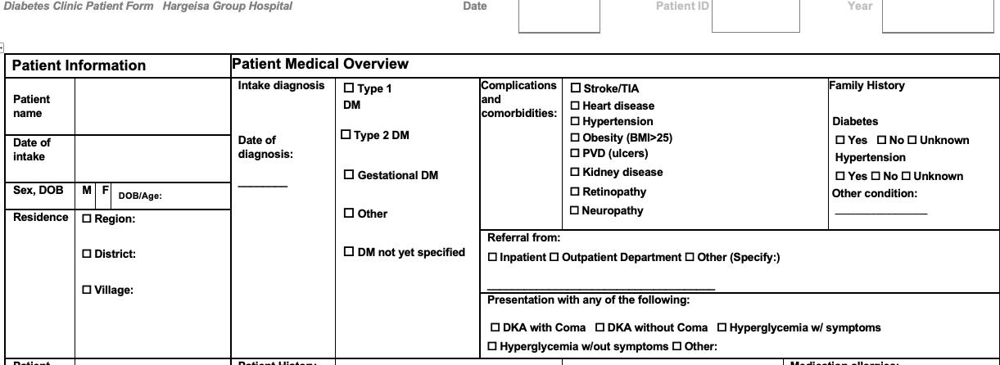 Diabetes Clinic Patient Form Hargeisa Group Hospital Date Patient ID Year
Patient Information
Patient Medical Overview
Patient name
Date of intake
Sex, DOB M F DOB/Age:
Residence
☐ Region:
☐ District:
☐ Village:
Intake diagnosis
Date of diagnosis:
________
☐ Type 1
DM
☐ Type 2 DM
☐ Gestational DM
☐ Other
☐ DM not yet specified
Complications
and
comorbidities:
☐ Stroke/TIA
☐ Heart disease
☐ Hypertension
☐ Obesity (BMI>25)
☐ PVD (ulcers)
☐ Kidney disease
☐ Retinopathy
☐ Neuropathy
Family History
Diabetes
☐ Yes ☐ No ☐ Unknown
Hypertension
☐ Yes ☐ No ☐ Unknown
Other condition:
_______________
Referral from:
☐ Inpatient ☐ Outpatient Department ☐ Other (Specify:)
_____________________________________
Presentation with any of the following:
☐ DKA with Coma ☐ DKA without Coma ☐ Hyperglycemia w/ symptoms
☐ Hyperglycemia w/out symptoms ☐ Other:
Patient
Patient History
Medication allergies: